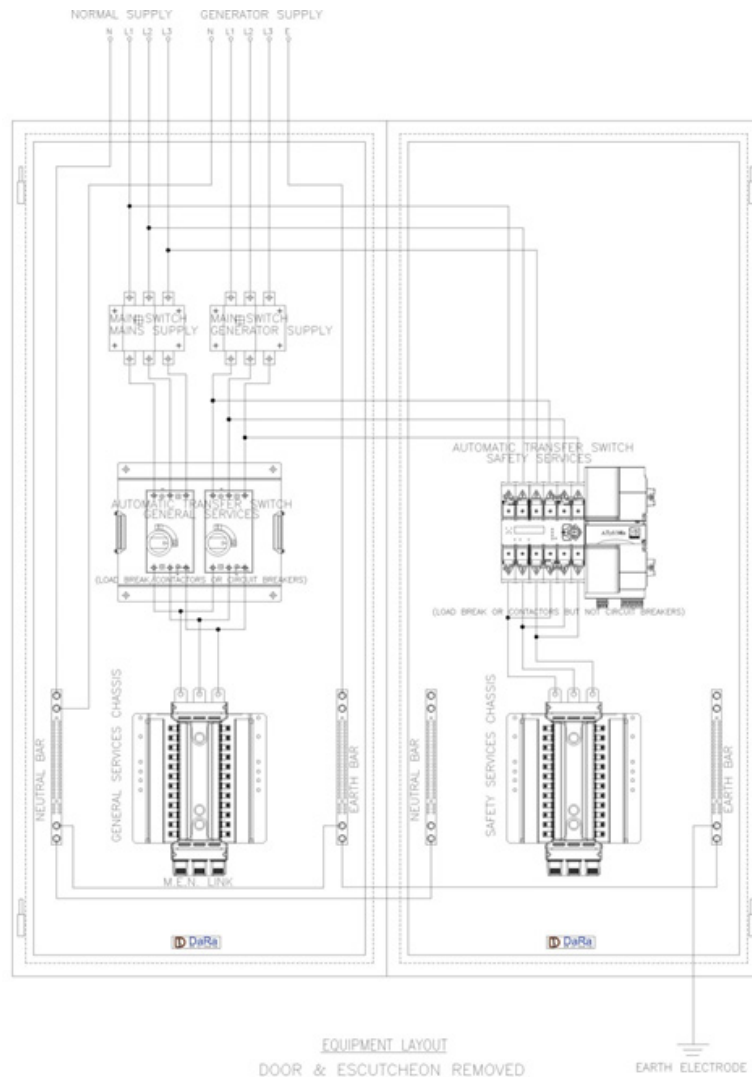 NORMAL SUPPLY
GENERATOR SUPPLY
N L1 L2 L3
N L1 L2 L3 E
MAIN SWITCH
MAINS SUPPLY
MAIN SWITCH
GENERATOR SUPPLY
AUTOMATIC TRANSFER SWITCH
SAFETY SERVICES
AUTOMATIC TRANSFER SWITCH
GENERAL SERVICES
(LOAD BREAK/CONTACTORS OR CIRCUIT BREAKERS)
(LOAD BREAK OR CONTACTORS BUT NOT CIRCUIT BREAKERS)
NEUTRAL BAR
GENERAL SERVICES CHASSIS
EARTH BAR
NEUTRAL BAR
SAFETY SERVICES CHASSIS
EARTH BAR
M.E.N. LINK
DaRa
DaRa
EQUIPMENT LAYOUT
DOOR & ESCUTCHEON REMOVED
EARTH ELECTRODE